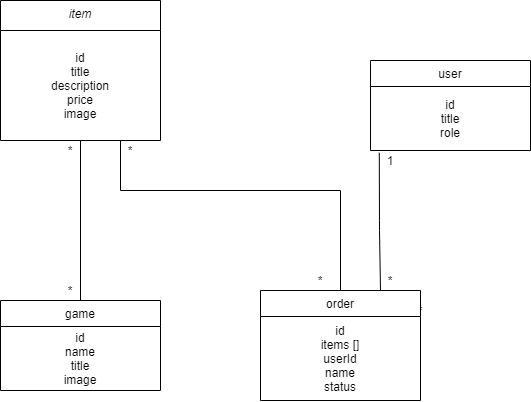 item
id
title
description
price
image
user
id
title
role
*
*
1
*
*
*
game
id
name
title
image
order
id
items []
userId
name
status